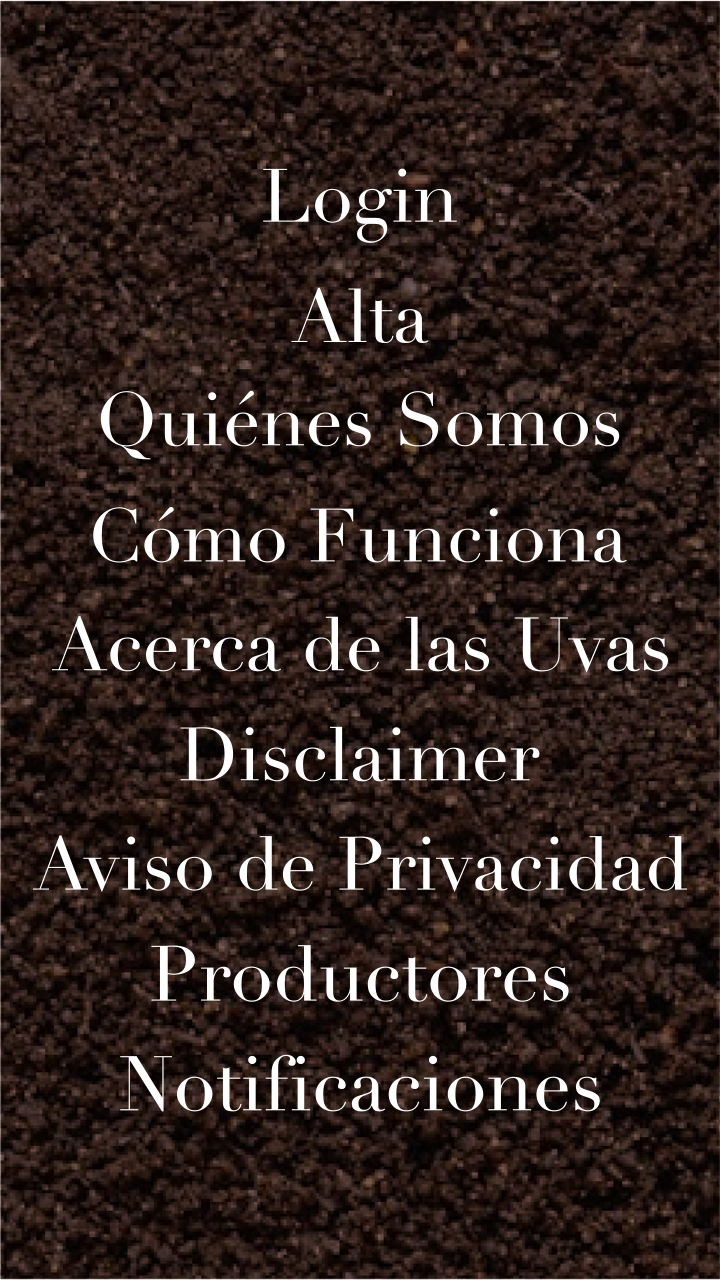 Login
Alta
Quiénes Somos
Cómo Funciona
Acerca de las Uvas
Disclaimer
Aviso de Privacidad
Productores
Notificaciones